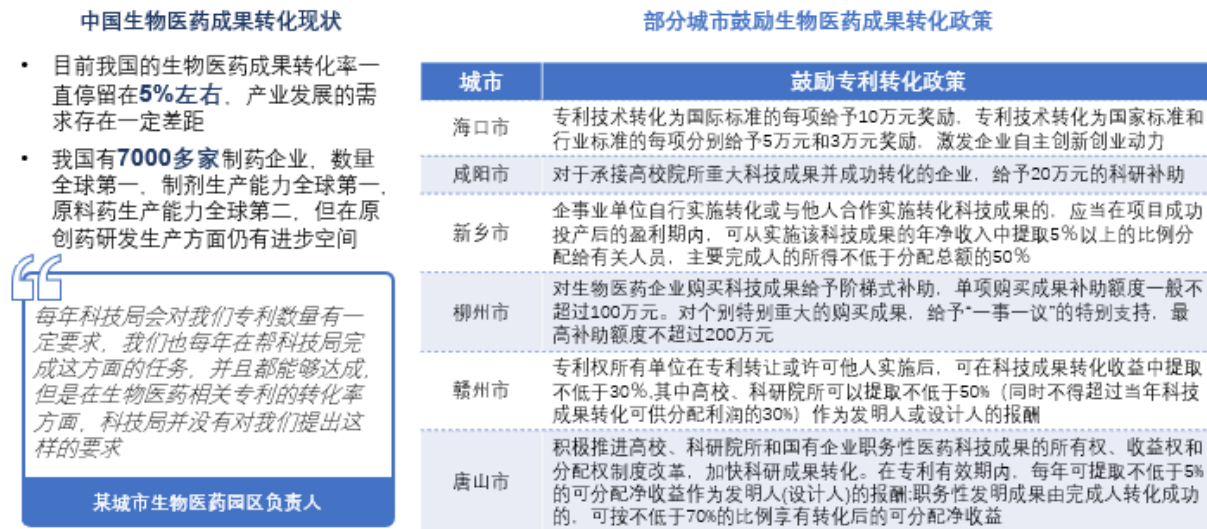 中国生物医药成果转化现状
• 目前我国的生物医药成果转化率一
直停留在5%左右，产业发展的需
求存在一定差距
• 我国有7000多家制药企业，数量
全球第一，制剂生产能力全球第一，
原料药生产能力全球第二，但在原
创药研发生产方面仍有进步空间
每年科技局会对我们专利数量有一
定要求，我们也每年在帮科技局完
成这方面的任务，并且都能够达成，
但是在生物医药相关专利的转化率
方面，科技局并没有对我们提出这
样的要求
某城市生物医药园区负责人
部分城市鼓励生物医药成果转化政策
城市 鼓励专利转化政策
海口市
专利技术转化为国际标准的每项给予10万元奖励，专利技术转化为国家标准和
行业标准的每项分别给予5万元和3万元奖励，激发企业自主创新创业动力
咸阳市
对于承接高校院所重大科技成果并成功转化的企业，给予20万元的科研补助
新乡市
企事业单位自行实施转化或与他人合作实施转化科技成果的，应当在项目成功
投产后的盈利期内，可从实施该科技成果的年净收入中提取5%以上的比例分
配给有关人员，主要完成人的所得不低于分配总额的50%
柳州市
对生物医药企业购买科技成果给予阶梯式补助，单项购买成果补助额度一般不
超过100万元。对个别特别重大的购买成果，给予“一事一议”的特别支持，最
高补助额度不超过200万元
赣州市
专利权所有单位在专利转让或许可他人实施后，可在科技成果转化收益中提取
不低于30%,其中高校、科研院所可以提取不低于50%（同时不得超过当年科技
成果转化可供分配利润的30%）作为发明人或设计人的报酬
唐山市
积极推进高校、科研院所和国有企业职务性医药科技成果的所有权、收益权和
分配权制度改革，加快科研成果转化。在专利有效期内，每年可提取不低于5%
的可分配净收益作为发明人(设计人)的报酬;职务性发明成果由完成人转化成功
的，可按不低于70%的比例享有转化后的可分配净收益